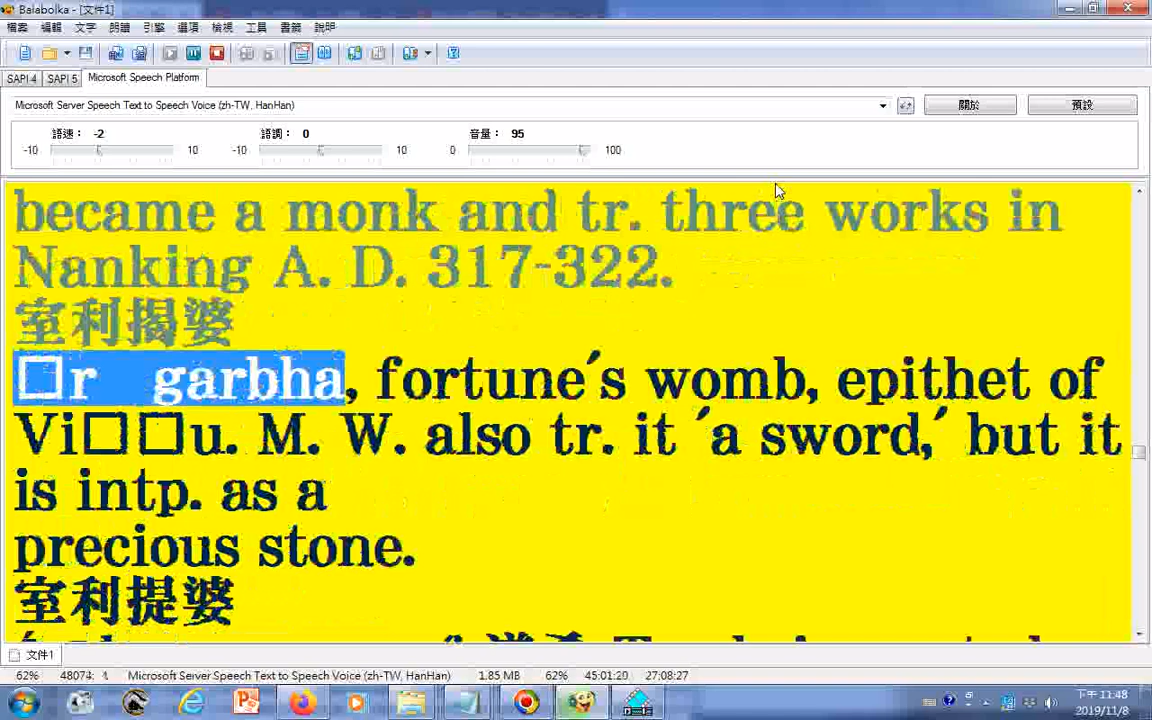 Balabolka - [文件1]
檔案 編輯 文字 朗讀 引擎 選項 檢視 工具 書籤 說明
SAPI 4 SAPI 5 Microsoft Speech Platform
Microsoft Server Speech Text to Speech Voice (zh-TW, HanHan) 關於 預設
語速： -2 語調： 0 音量： 95
-10 10 -10 10 0 100
became a monk and tr. three works in
Nanking A. D. 317-322.
室利揭婆
□r garbha, fortune´s womb, epithet of
Vi□□u. M. W. also tr. it ´a sword,´ but it
is intp. as a
precious stone.
室利提婆
文件1
62% 48074: Microsoft Server Speech Text to Speech Voice (zh-TW, HanHan) 1.85 MB 62% 45:01:20 27:08:27
下午 11:48
2019/11/8